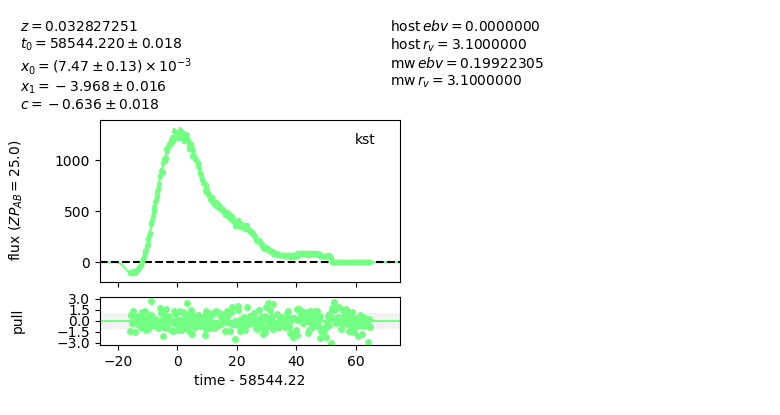 z = 0.032827251
t₀ = 58544.220 ± 0.018
x₀ = (7.47 ± 0.13) × 10⁻³
x₁ = −3.968 ± 0.016
c = −0.636 ± 0.018
host ebv = 0.0000000
host r_v = 3.1000000
mw ebv = 0.19922305
mw r_v = 3.1000000
flux (ZP_AB = 25.0)
1000
500
0
kst
pull
3.0
1.5
0.0
−1.5
−3.0
−20 0 20 40 60
time - 58544.22